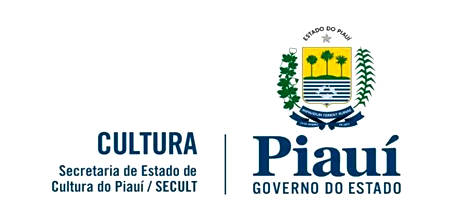 CULTURA
Secretaria de Estado de
Cultura do Piauí / SECULT
ESTADO DO PIAUÍ
Piauí
GOVERNO DO ESTADO